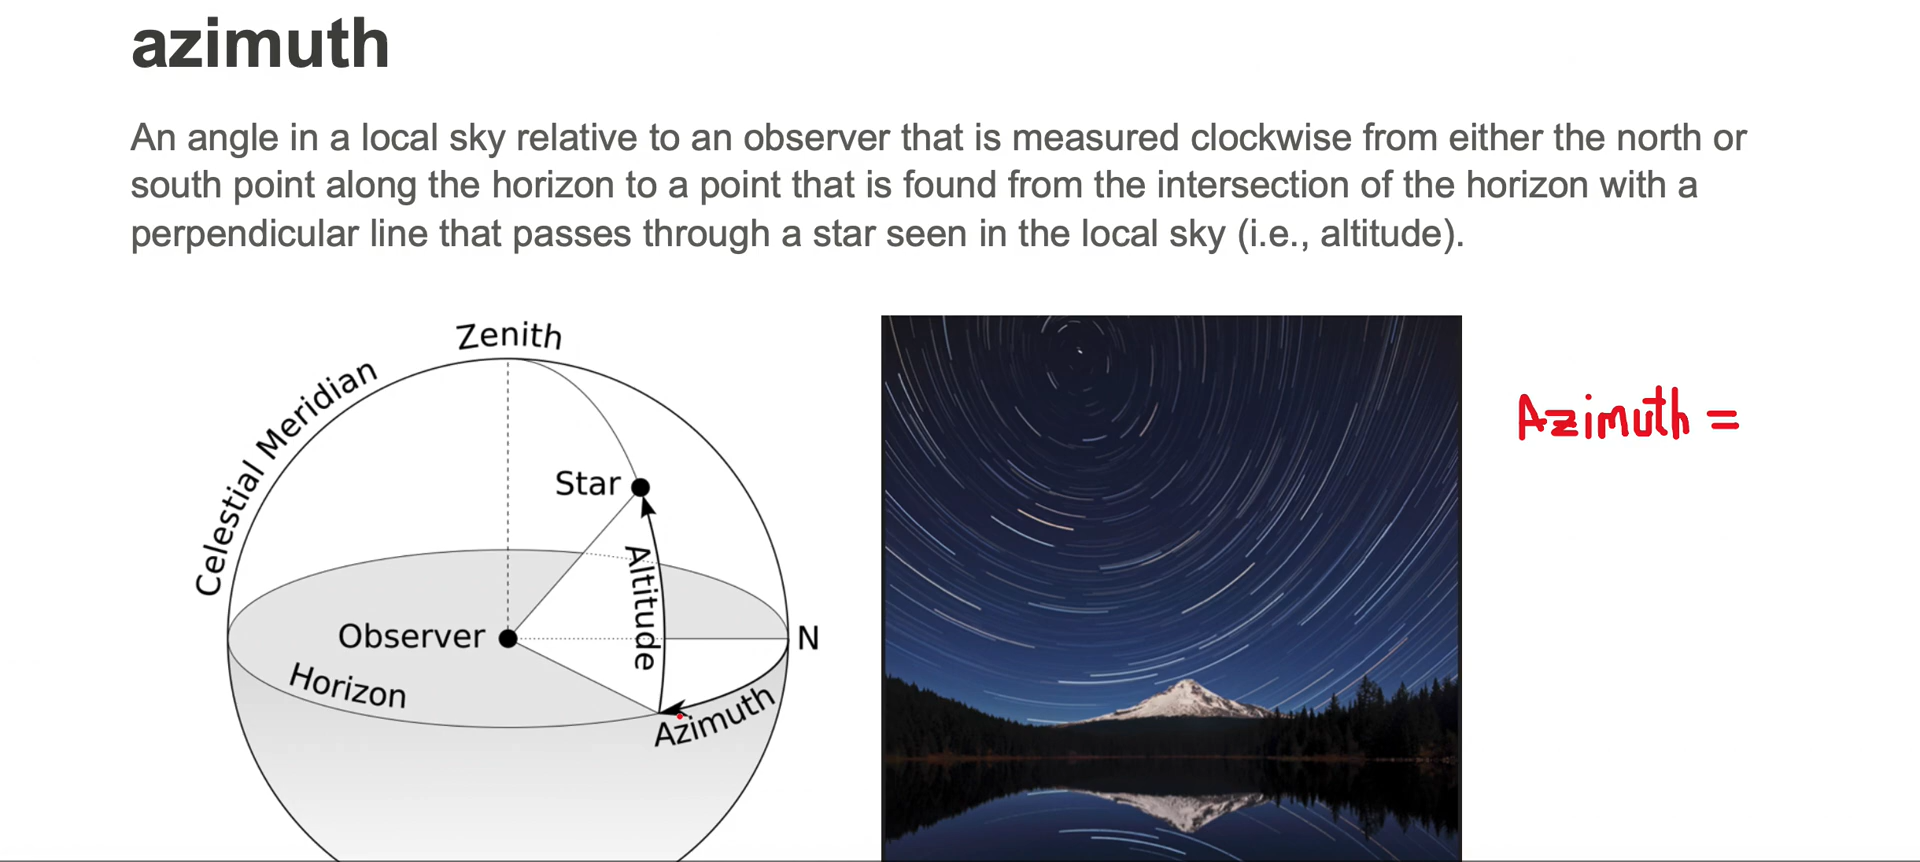 azimuth
An angle in a local sky relative to an observer that is measured clockwise from either the north or
south point along the horizon to a point that is found from the intersection of the horizon with a
perpendicular line that passes through a star seen in the local sky (i.e., altitude).
Zenith
Celestial Meridian
Star
Altitude
Observer
N
Horizon
Azimuth
Azimuth =